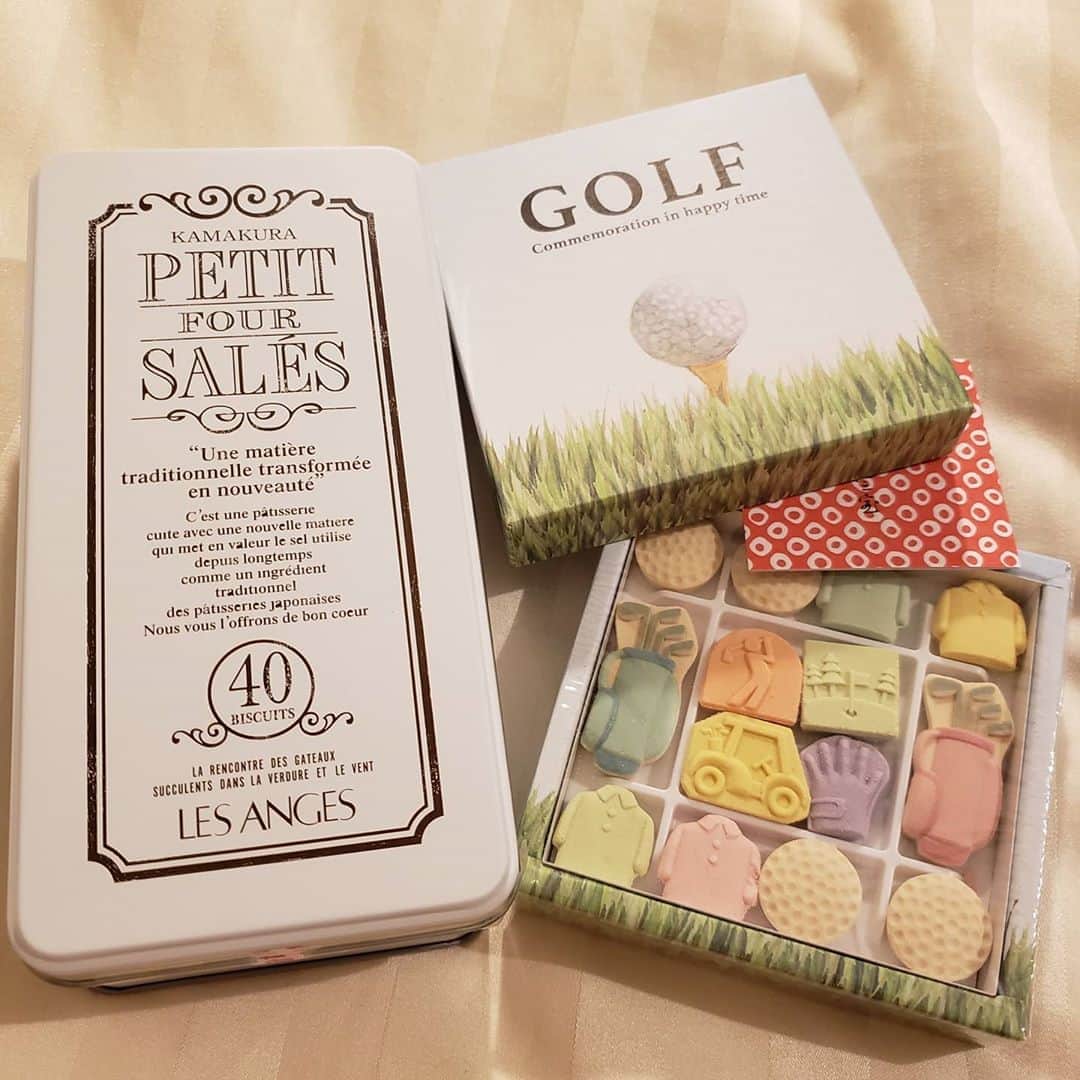 KAMAKURA
PETIT
FOUR
SALÉS
“Une matière
traditionnelle transformée
en nouveauté”
C'est une pâtisserie
cuite avec une nouvelle matiere
qui met en valeur le sel utilise
depuis longtemps
comme un ingrédient
traditionnel
des pâtisseries japonaises
Nous vous l'offrons de bon coeur
40
BISCUITS
LA RENCONTRE DES GATEAUX
SUCCULENTS DANS LA VERDURE ET LE VENT
LES ANGES
GOLF
Commemoration in happy time